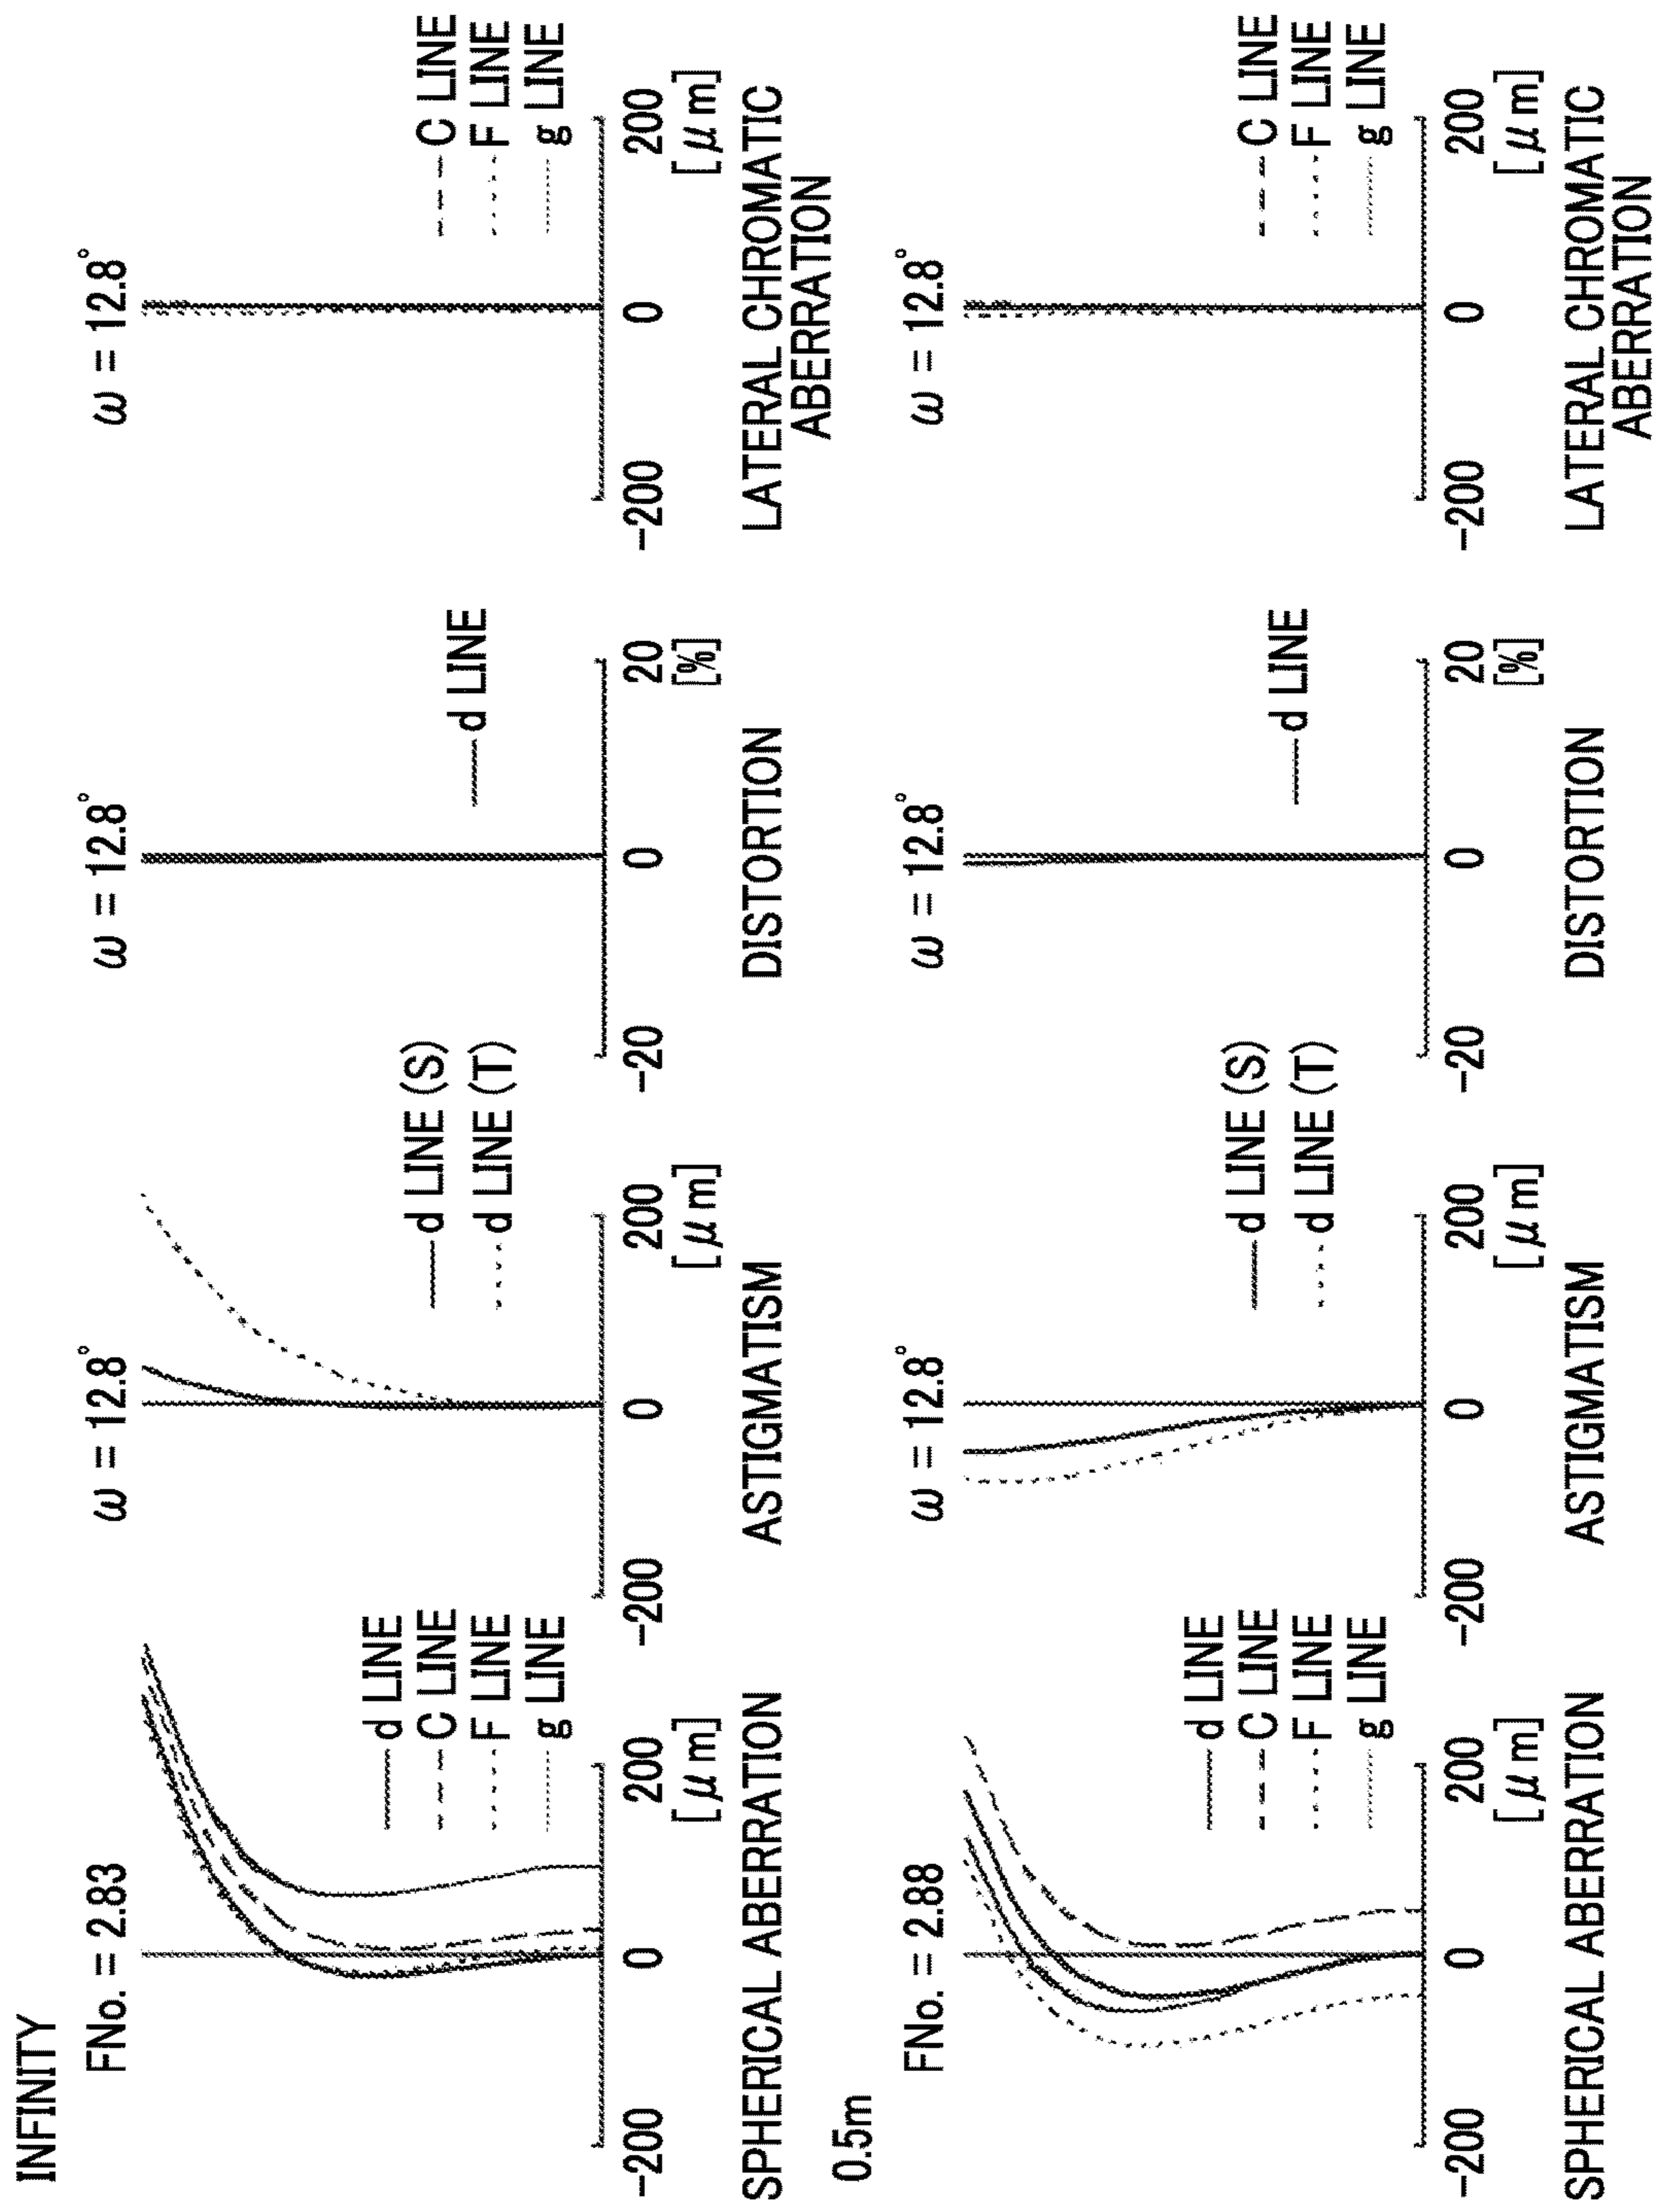 INFINITY
FNo. = 2.83
d LINE
C LINE
F LINE
g LINE
-200
0
200
[μm]
SPHERICAL ABERRATION
ω = 12.8°
d LINE (S)
d LINE (T)
-200
0
200
[μm]
ASTIGMATISM
ω = 12.8°
d LINE
-20
0
20
[%]
DISTORTION
ω = 12.8°
C LINE
F LINE
g LINE
-200
0
200
[μm]
LATERAL CHROMATIC
ABERRATION
0.5m
FNo. = 2.88
d LINE
C LINE
F LINE
g LINE
-200
0
200
[μm]
SPHERICAL ABERRATION
ω = 12.8°
d LINE (S)
d LINE (T)
-200
0
200
[μm]
ASTIGMATISM
ω = 12.8°
d LINE
-20
0
20
[%]
DISTORTION
ω = 12.8°
C LINE
F LINE
g LINE
-200
0
200
[μm]
LATERAL CHROMATIC
ABERRATION